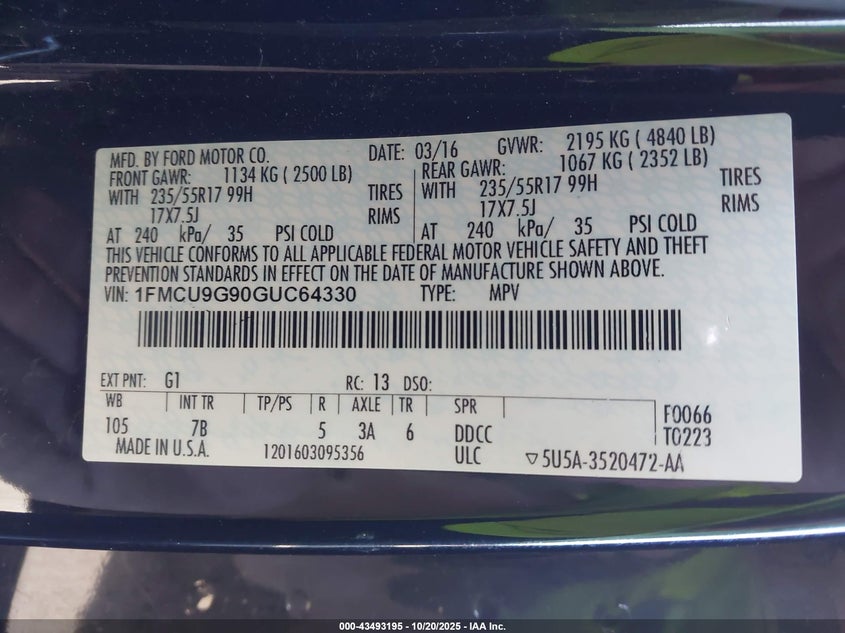 MFD. BY FORD MOTOR CO. DATE: 03/16 GVWR: 2195 KG ( 4840 LB)
FRONT GAWR: 1134 KG ( 2500 LB) REAR GAWR: 1067 KG ( 2352 LB)
WITH 235/55R17 99H TIRES WITH 235/55R17 99H TIRES
17X7.5J RIMS 17X7.5J RIMS
AT 240 kPa/ 35 PSI COLD AT 240 kPa/ 35 PSI COLD
THIS VEHICLE CONFORMS TO ALL APPLICABLE FEDERAL MOTOR VEHICLE SAFETY AND THEFT
PREVENTION STANDARDS IN EFFECT ON THE DATE OF MANUFACTURE SHOWN ABOVE.
VIN: 1FMCU9G90GUC64330 TYPE: MPV
EXT PNT: G1 RC: 13 DSO:
WB INT TR TP/PS R AXLE TR SPR F0066
105 7B 5 3A 6 DDCC T0223
MADE IN U.S.A. 1201603095356 ULC ▽5U5A-3520472-AA
000-43493195 - 10/20/2025 - IAA Inc.